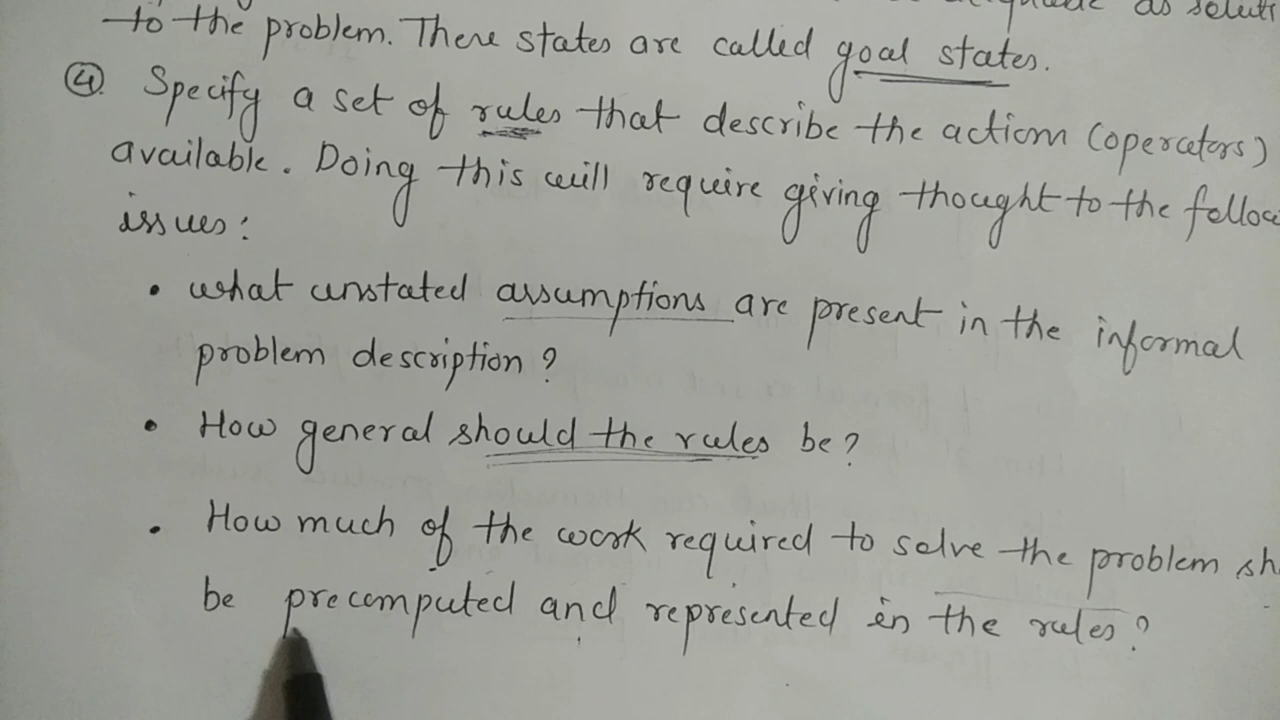 as
to the problem. There states are called goal states.
④. Specify a set of rules that describe the action (operators)
available. Doing this will require giving thought to the follow
issues:
• what unstated assumptions are present in the informal
problem description?
• How general should the rules be?
• How much of the work required to solve the problem sh
be precomputed and represented in the rules?